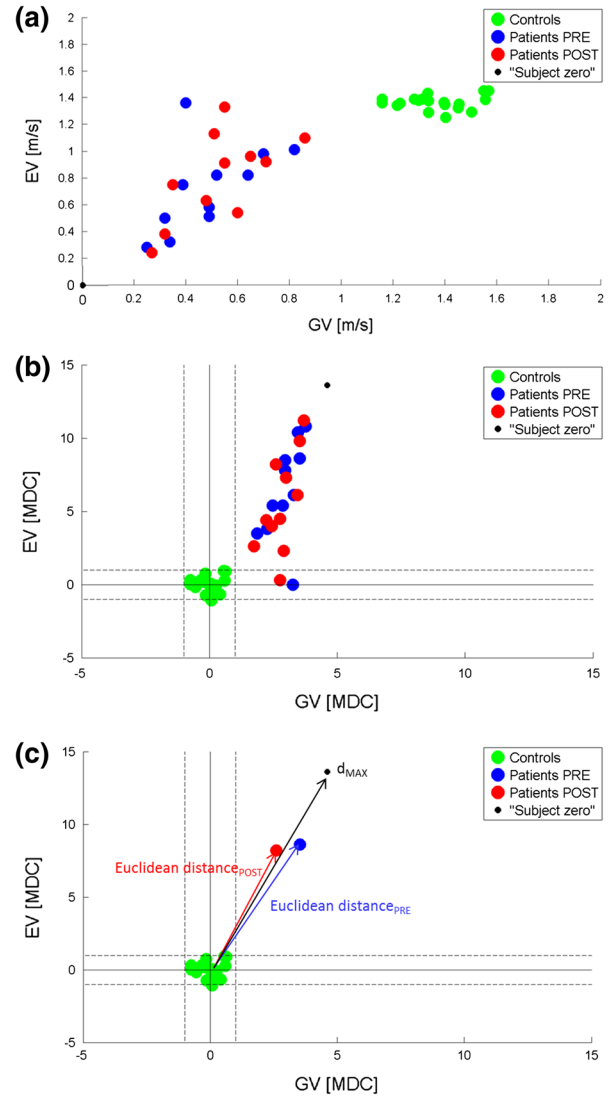 (a)
2
1.8
1.6
1.4
1.2
1
0.8
0.6
0.4
0.2
0
EV [m/s]
0 0.2 0.4 0.6 0.8 1 1.2 1.4 1.6 1.8 2
GV [m/s]
Controls
Patients PRE
Patients POST
"Subject zero"
(b)
15
10
5
0
-5
EV [MDC]
-5 0 5 10 15
GV [MDC]
Controls
Patients PRE
Patients POST
"Subject zero"
(c)
15
10
5
0
-5
EV [MDC]
dMAX
Euclidean distancePOST
Euclidean distancePRE
-5 0 5 10 15
GV [MDC]
Controls
Patients PRE
Patients POST
"Subject zero"